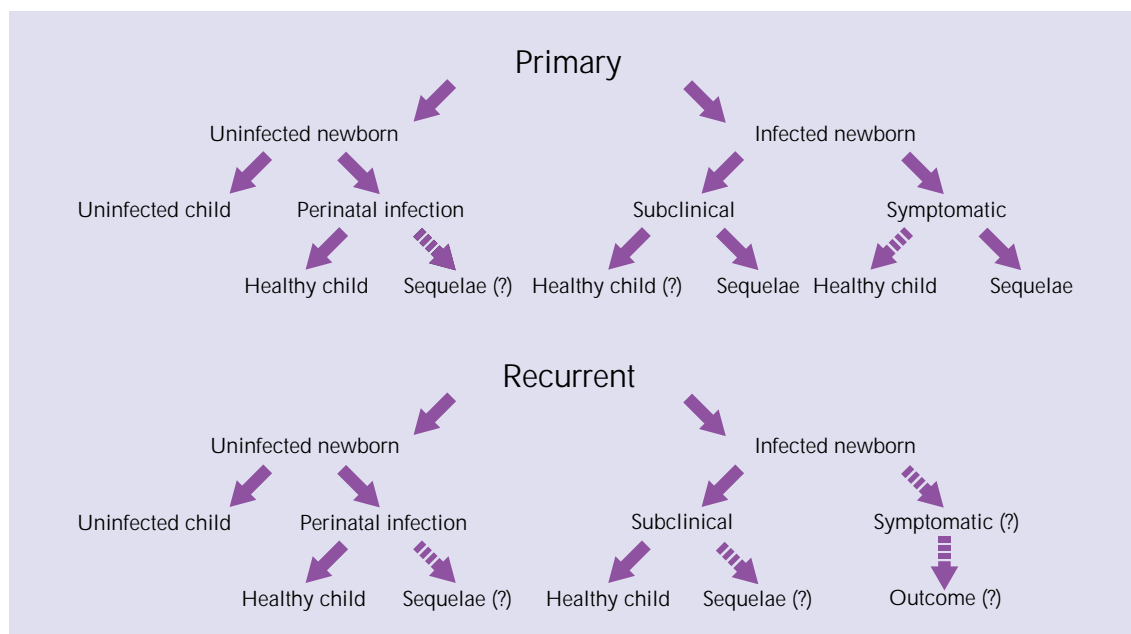 Primary
Uninfected newborn Infected newborn
Uninfected child Perinatal infection Subclinical Symptomatic
Healthy child Sequelae (?) Healthy child (?) Sequelae Healthy child Sequelae
Recurrent
Uninfected newborn Infected newborn
Uninfected child Perinatal infection Subclinical Symptomatic (?)
Healthy child Sequelae (?) Healthy child Sequelae (?) Outcome (?)